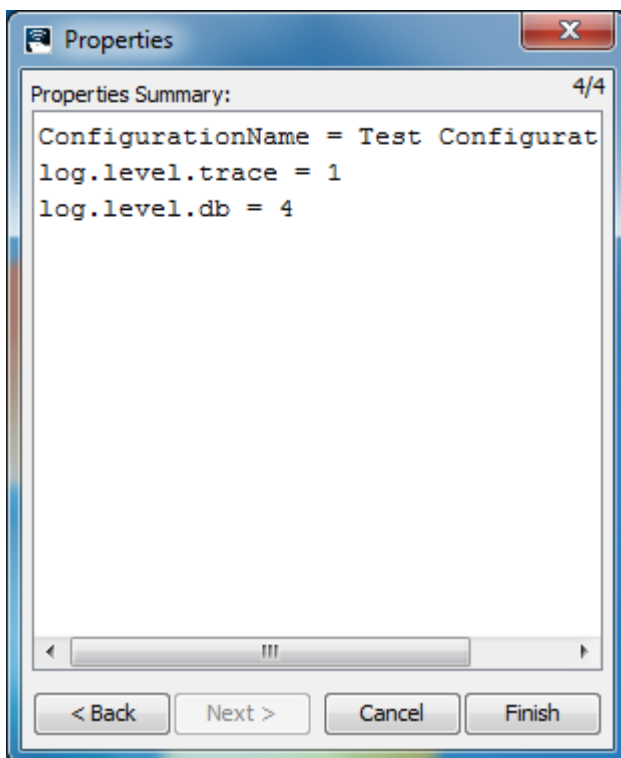 Properties
Properties Summary: 4/4
ConfigurationName = Test Configurat
log.level.trace = 1
log.level.db = 4
< Back Next > Cancel Finish